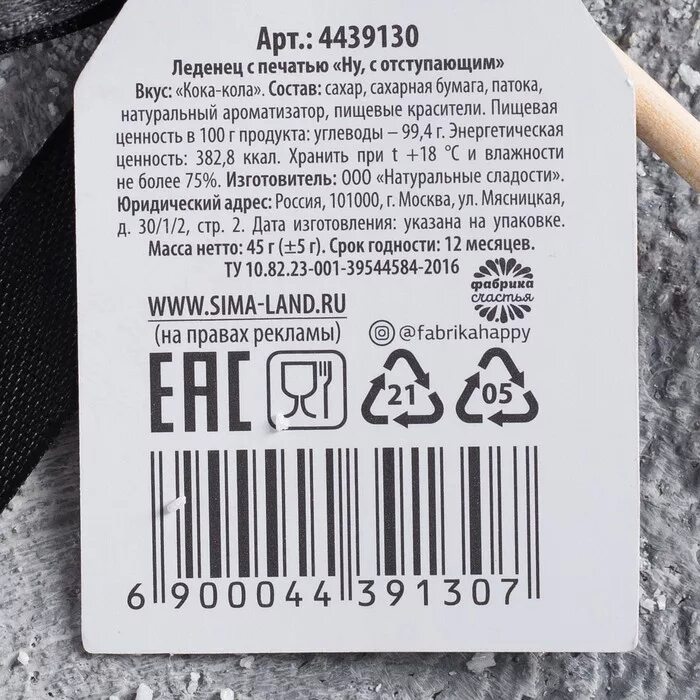 Арт.: 4439130
Леденец с печатью «Ну, с отступающим»
Вкус: «Кока-кола». Состав: сахар, сахарная бумага, патока,
натуральный ароматизатор, пищевые красители. Пищевая
ценность в 100 г продукта: углеводы – 99,4 г. Энергетическая
ценность: 382,8 ккал. Хранить при t +18 °C и влажности
не более 75%. Изготовитель: ООО «Натуральные сладости».
Юридический адрес: Россия, 101000, г. Москва, ул. Мясницкая,
д. 30/1/2, стр. 2. Дата изготовления: указана на упаковке.
Масса нетто: 45 г (±5 г). Срок годности: 12 месяцев.
ТУ 10.82.23-001-39544584-2016
фабрика
счастья
WWW.SIMA-LAND.RU
(на правах рекламы)
@fabrikahappy
EAC
21
05
6 900044 391307